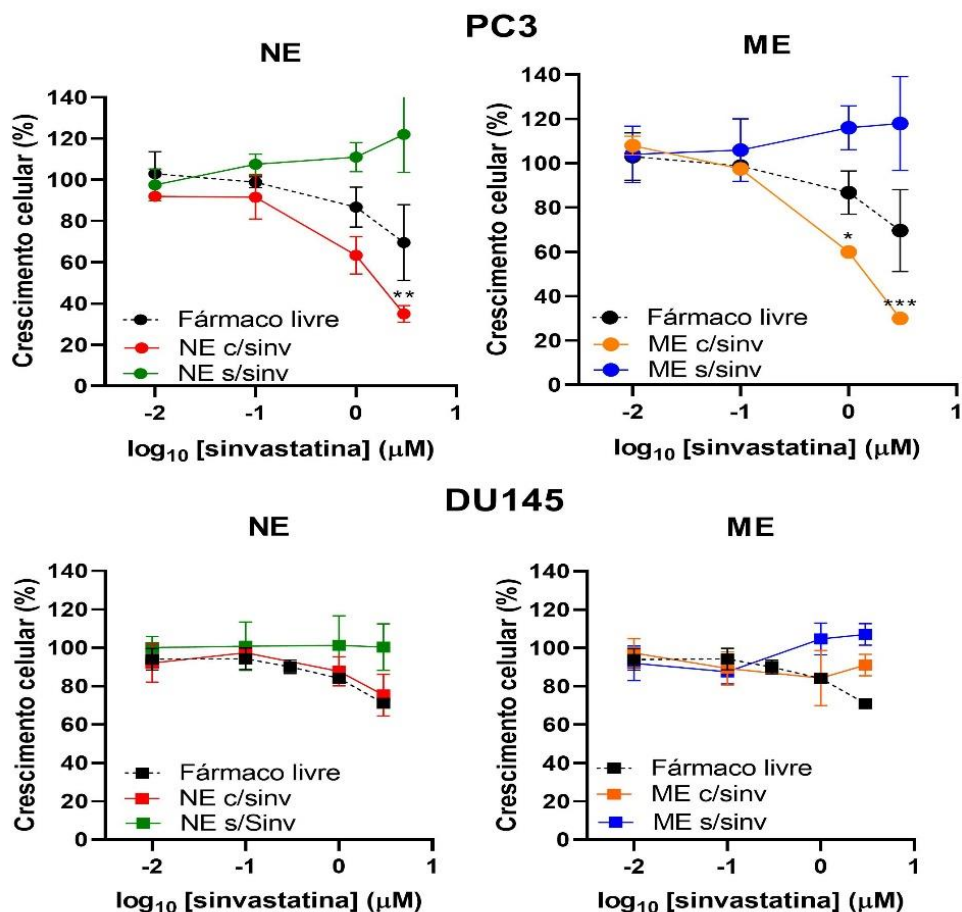 PC3
NE
Crescimento celular (%)
140
120
100
80
60
40
20
0
**
Fármaco livre
NE c/sinv
NE s/sinv
-2 -1 0 1
log10 [sinvastatina] (µM)
ME
Crescimento celular (%)
140
120
100
80
60
40
20
0
*
***
Fármaco livre
ME c/sinv
ME s/sinv
-2 -1 0 1
log10 [sinvastatina] (µM)
DU145
NE
Crescimento celular (%)
140
120
100
80
60
40
20
0
Fármaco livre
NE c/sinv
NE s/Sinv
-2 -1 0 1
log10 [sinvastatina] (µM)
ME
Crescimento celular (%)
140
120
100
80
60
40
20
0
Fármaco livre
ME c/sinv
ME s/sinv
-2 -1 0 1
log10 [sinvastatina] (µM)